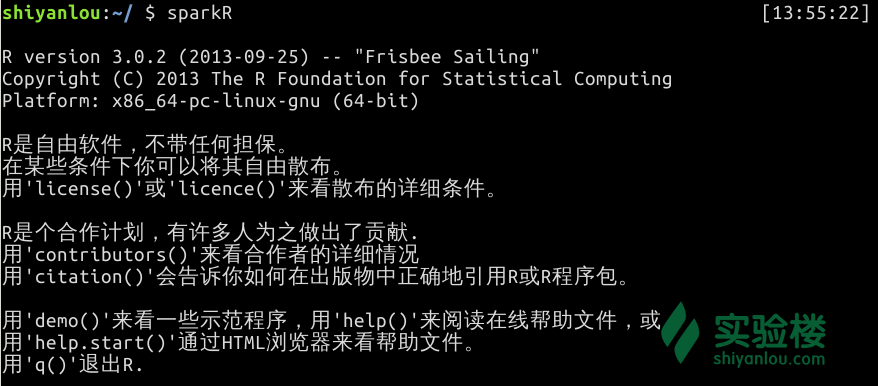 shiyanlou:~/ $ sparkR [13:55:22]
R version 3.0.2 (2013-09-25) -- "Frisbee Sailing"
Copyright (C) 2013 The R Foundation for Statistical Computing
Platform: x86_64-pc-linux-gnu (64-bit)
R是自由软件，不带任何担保。
在某些条件下你可以将其自由散布。
用'license()'或'licence()'来看散布的详细条件。
R是个合作计划，有许多人为之做出了贡献.
用'contributors()'来看合作者的详细情况
用'citation()'会告诉你如何在出版物中正确地引用R或R程序包。
用'demo()'来看一些示范程序，用'help()'来阅读在线帮助文件，或
用'help.start()'通过HTML浏览器来看帮助文件。
用'q()'退出R.
实验楼
shiyanlou.com